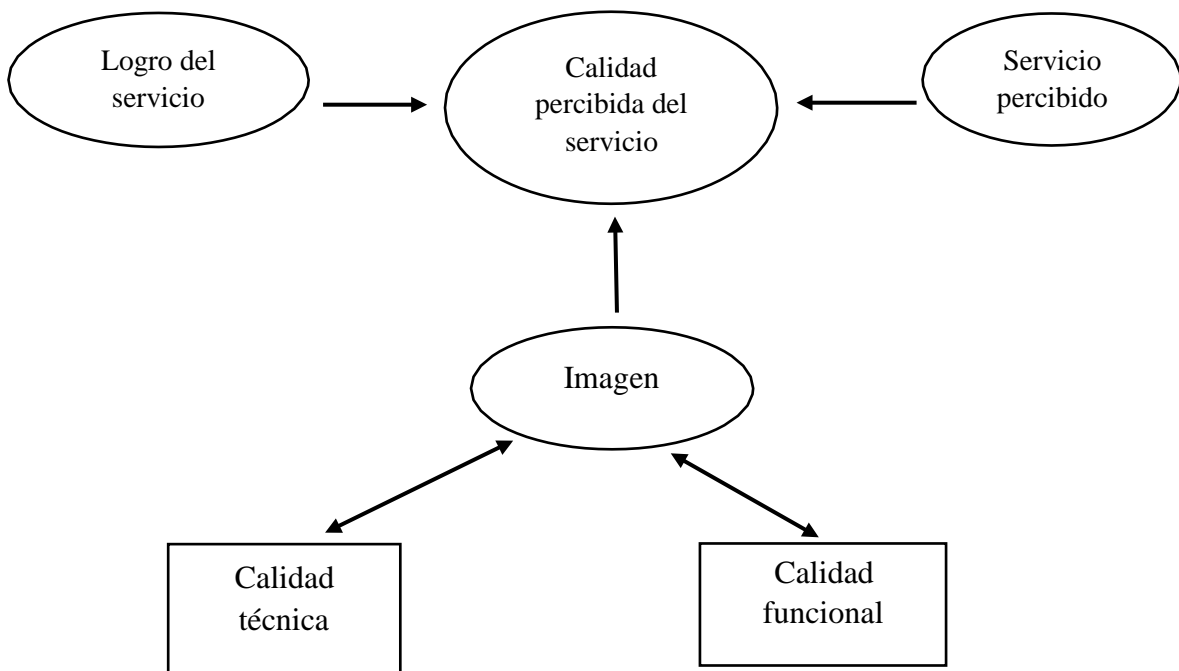 Logro del
servicio
Calidad
percibida del
servicio
Servicio
percibido
Imagen
Calidad
técnica
Calidad
funcional